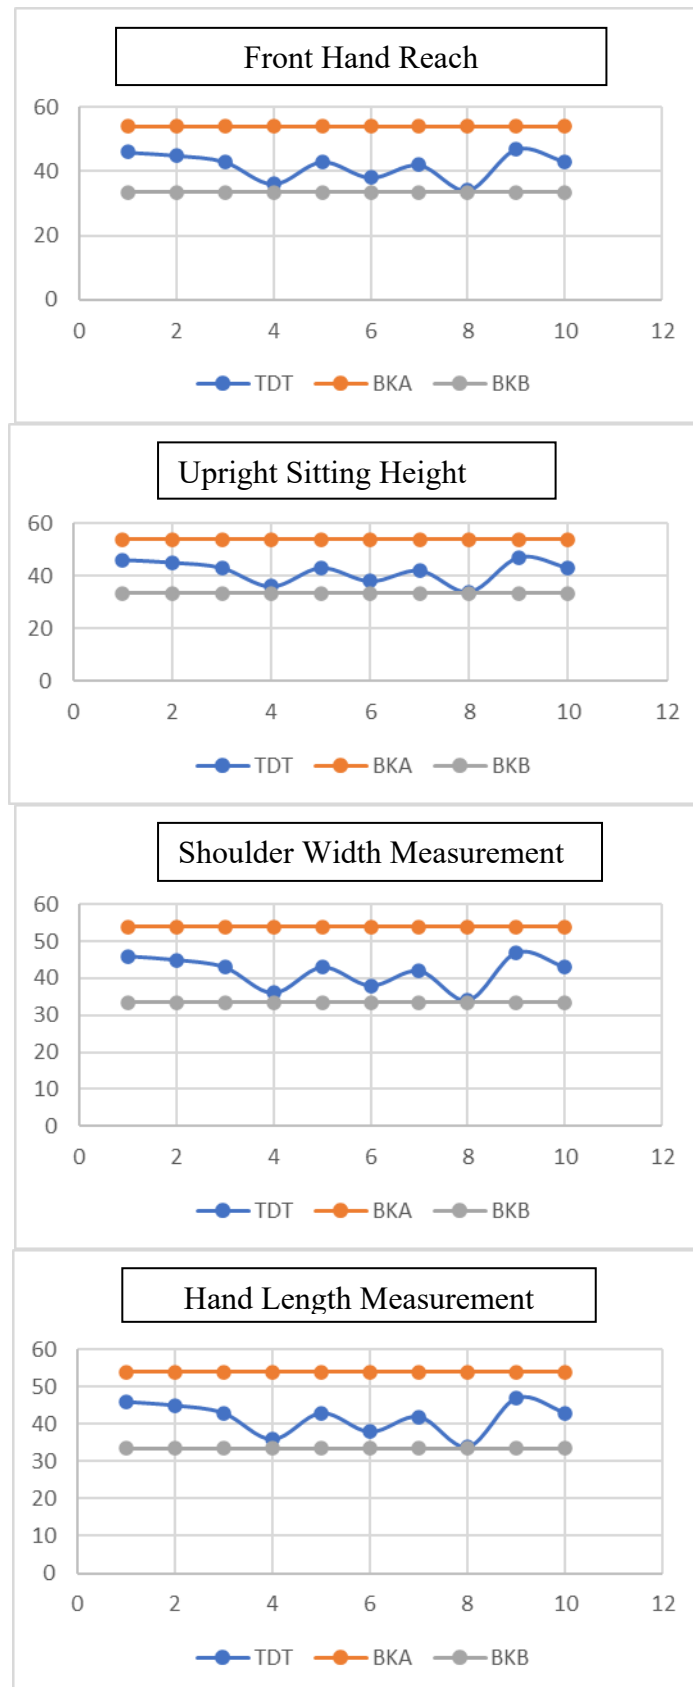 Front Hand Reach
60
40
20
0
0 2 4 6 8 10 12
TDT BKA BKB
Upright Sitting Height
60
40
20
0
0 2 4 6 8 10 12
TDT BKA BKB
Shoulder Width Measurement
60
50
40
30
20
10
0
0 2 4 6 8 10 12
TDT BKA BKB
Hand Length Measurement
60
50
40
30
20
10
0
0 2 4 6 8 10 12
TDT BKA BKB